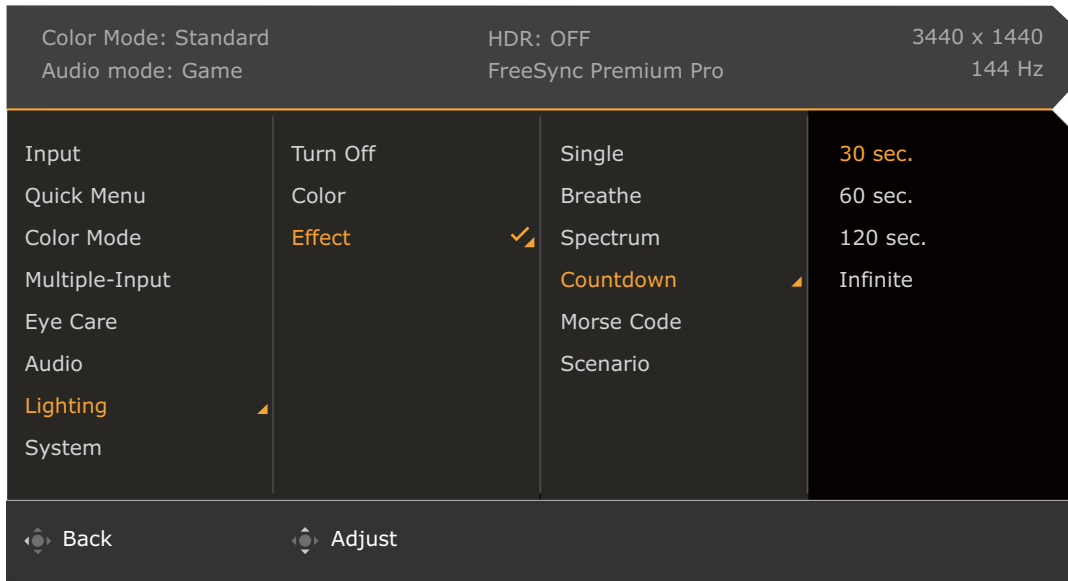 Color Mode: Standard
HDR: OFF
3440 x 1440
Audio mode: Game
FreeSync Premium Pro
144 Hz
Input
Quick Menu
Color Mode
Multiple-Input
Eye Care
Audio
Lighting
System
Turn Off
Color
Effect
Single
Breathe
Spectrum
Countdown
Morse Code
Scenario
30 sec.
60 sec.
120 sec.
Infinite
Back
Adjust